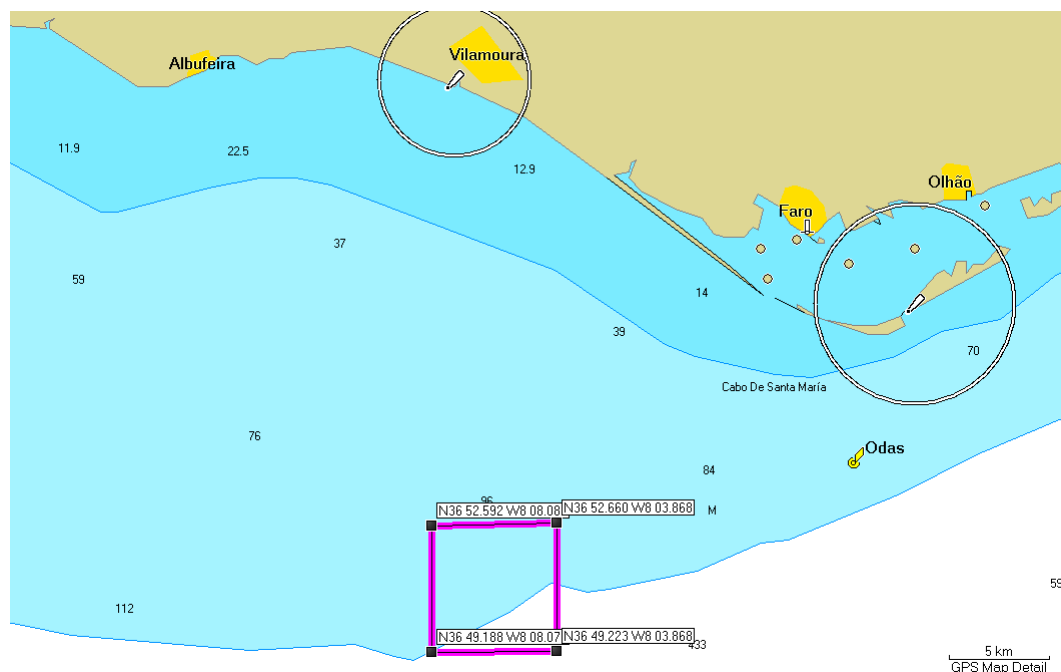 Vilamoura
Albufeira
11.9
22.5
12.9
Olhão
Faro
37
59
14
39
70
Cabo De Santa María
76
Odas
84
96
N36 52.592 W8 08.08
N36 52.660 W8 03.868
M
59
112
N36 49.188 W8 08.07
N36 49.223 W8 03.868
433
5 km
GPS Map Detail